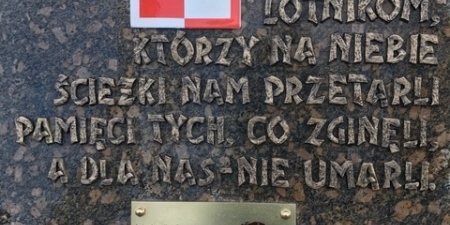 LOTNIKOM,
KTÓRZY NA NIEBIE
ŚCIEŻKI NAM PRZETARLI
PAMIĘCI TYCH, CO ZGINĘLI,
A DLA NAS-NIE UMARLI.